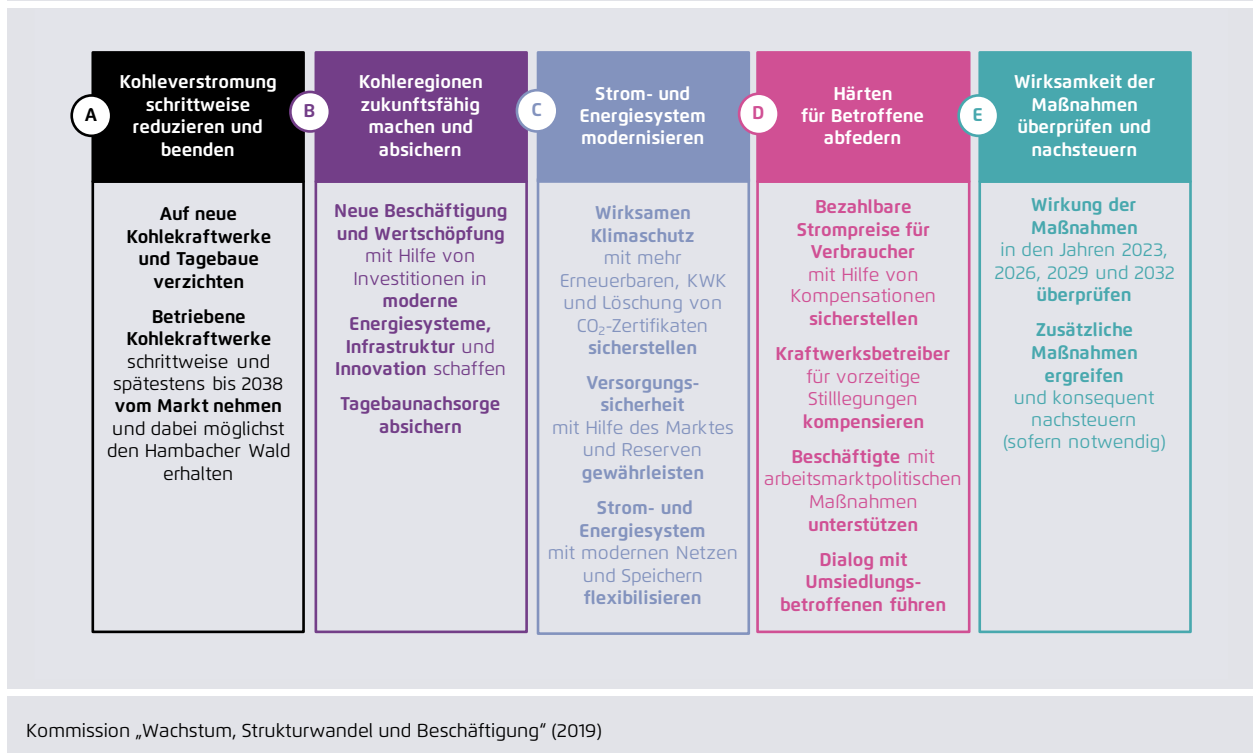 A
Kohleverstromung
schrittweise
reduzieren und
beenden
Auf neue
Kohlekraftwerke
und Tagebaue
verzichten
Betriebene
Kohlekraftwerke
schrittweise und
spätestens bis 2038
vom Markt nehmen
und dabei möglichst
den Hambacher Wald
erhalten
B
Kohleregionen
zukunftsfähig
machen und
absichern
Neue Beschäftigung
und Wertschöpfung
mit Hilfe von
Investitionen in
moderne
Energiesysteme,
Infrastruktur und
Innovation schaffen
Tagebaunachsorge
absichern
C
Strom- und
Energiesystem
modernisieren
Wirksamen
Klimaschutz
mit mehr
Erneuerbaren, KWK
und Löschung von
CO₂-Zertifikaten
sicherstellen
Versorgungs-
sicherheit
mit Hilfe des Marktes
und Reserven
gewährleisten
Strom- und
Energiesystem
mit modernen Netzen
und Speichern
flexibilisieren
D
Härten
für Betroffene
abfedern
Bezahlbare
Strompreise für
Verbraucher
mit Hilfe von
Kompensationen
sicherstellen
Kraftwerksbetreiber
für vorzeitige
Stilllegungen
kompensieren
Beschäftigte mit
arbeitsmarktpolitischen
Maßnahmen
unterstützen
Dialog mit
Umsiedlungs-
betroffenen führen
E
Wirksamkeit der
Maßnahmen
überprüfen und
nachsteuern
Wirkung der
Maßnahmen
in den Jahren 2023,
2026, 2029 und 2032
überprüfen
Zusätzliche
Maßnahmen
ergreifen
und konsequent
nachsteuern
(sofern notwendig)
Kommission „Wachstum, Strukturwandel und Beschäftigung“ (2019)